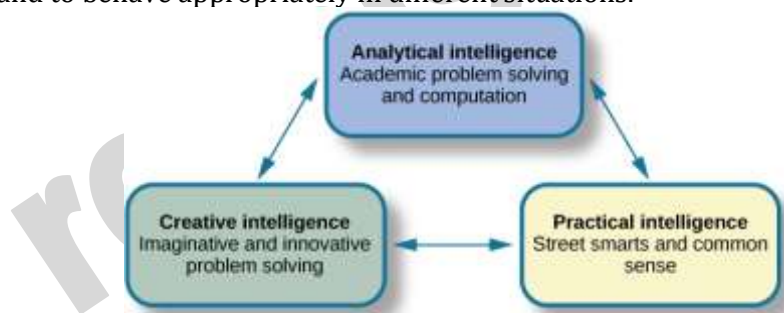 and to behave appropriately in different situations.
Analytical intelligence
Academic problem solving
and computation
Creative intelligence
Imaginative and innovative
problem solving
Practical intelligence
Street smarts and common
sense